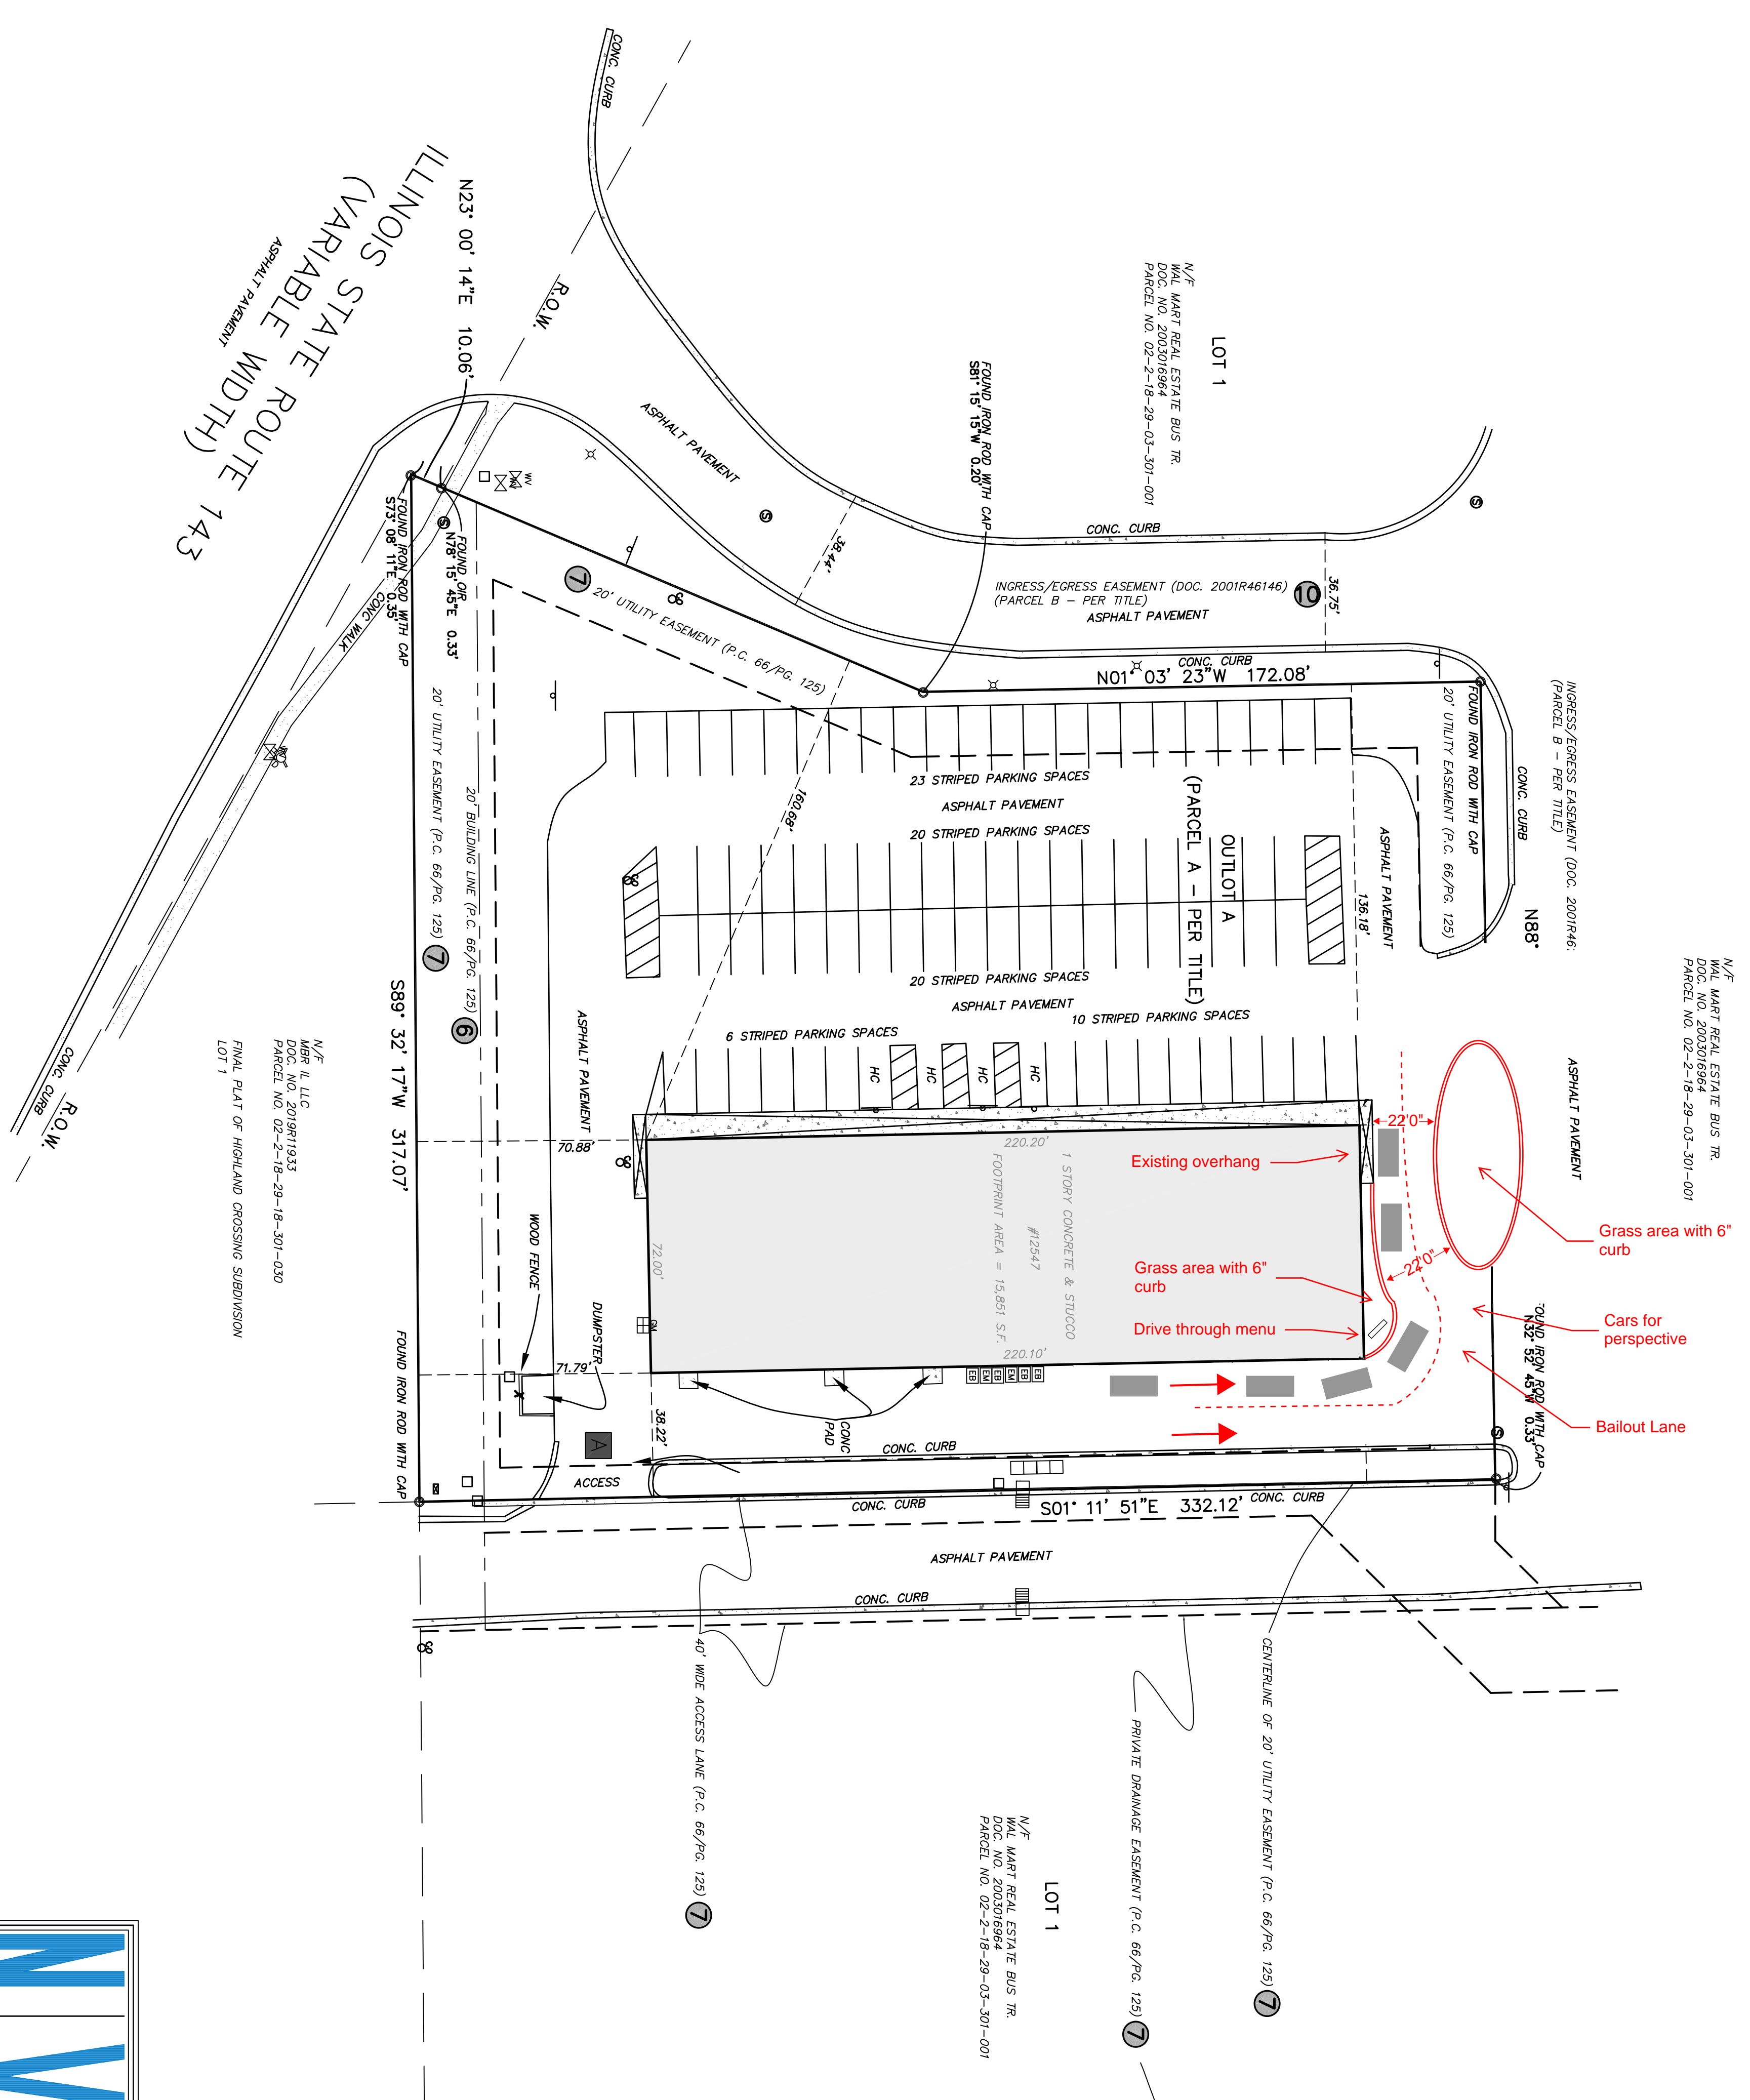 CONC. CURB
ILLINOIS STATE ROUTE 143
(VARIABLE WIDTH)
ASPHALT PAVEMENT
N23° 00' 14"E 10.06'
R.O.W.
N/F
WAL MART REAL ESTATE BUS TR.
DOC. NO. 2003016964
PARCEL NO. 02-2-18-29-03-301-001
LOT 1
FOUND IRON ROD WITH CAP
S81° 15' 15"W 0.20'
ASPHALT PAVEMENT
38.44'
CONC. CURB
INGRESS/EGRESS EASEMENT (DOC. 2001R46146)
(PARCEL B - PER TITLE)
10
36.75'
ASPHALT PAVEMENT
CONC. CURB
N01° 03' 23"W 172.08'
S
S
WV
FOUND OIR
N78° 15' 45"E 0.33'
S
FOUND IRON ROD WITH CAP
S73° 08' 11"E 0.35'
CONC WALK
7
20' UTILITY EASEMENT (P.C. 66/PG. 125)
FOUND IRON ROD WITH CAP
20' UTILITY EASEMENT (P.C. 66/PG. 125)
CONC. CURB
INGRESS/EGRESS EASEMENT (DOC. 2001R46
(PARCEL B - PER TITLE)
N88°
N/F
WAL MART REAL ESTATE BUS TR.
DOC. NO. 2003016964
PARCEL NO. 02-2-18-29-03-301-001
23 STRIPED PARKING SPACES
ASPHALT PAVEMENT
20 STRIPED PARKING SPACES
160.68'
OUTLOT A
(PARCEL A - PER TITLE)
ASPHALT PAVEMENT
136.18'
20 STRIPED PARKING SPACES
ASPHALT PAVEMENT
10 STRIPED PARKING SPACES
6 STRIPED PARKING SPACES
HC
HC
HC
HC
20' UTILITY EASEMENT (P.C. 66/PG. 125)
7
20' BUILDING LINE (P.C. 66/PG. 125)
6
S89° 32' 17"W 317.07'
ASPHALT PAVEMENT
70.88'
220.20'
1 STORY CONCRETE & STUCCO
#12547
FOOTPRINT AREA = 15,851 S.F.
72.00'
220.10'
22'0"
Existing overhang
Grass area with 6"
curb
Drive through menu
22'0"
ASPHALT PAVEMENT
Grass area with 6"
curb
Cars for
perspective
Bailout Lane
OUND IRON ROD WITH CAP
N32° 52' 45"W 0.33'
S
N/F
MBR IL LLC
DOC. NO. 2019R11933
PARCEL NO. 02-2-18-29-18-301-030
FINAL PLAT OF HIGHLAND CROSSING SUBDIVISION
LOT 1
CONC. CURB
R.O.W.
WOOD FENCE
DUMPSTER
GM
71.79'
38.22'
CONC
PAD
EB
EM
EB
EM
EB
EB
A
ACCESS
CONC. CURB
FOUND IRON ROD WITH CAP
CONC. CURB
S01° 11' 51"E 332.12'
CONC. CURB
ASPHALT PAVEMENT
CONC. CURB
40' WIDE ACCESS LANE (P.C. 66/PG. 125)
7
PRIVATE DRAINAGE EASEMENT (P.C. 66/PG. 125)
7
CENTERLINE OF 20' UTILITY EASEMENT (P.C. 66/PG. 125)
7
N/F
WAL MART REAL ESTATE BUS TR.
DOC. NO. 2003016964
PARCEL NO. 02-2-18-29-03-301-001
LOT 1